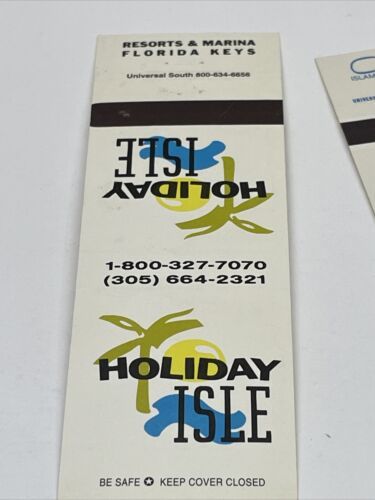 RESORTS & MARINA
FLORIDA KEYS
Universal South 800-634-6656
HOLIDAY
ISLE
1-800-327-7070
(305) 664-2321
HOLIDAY
ISLE
BE SAFE ✪ KEEP COVER CLOSED
ISLAM